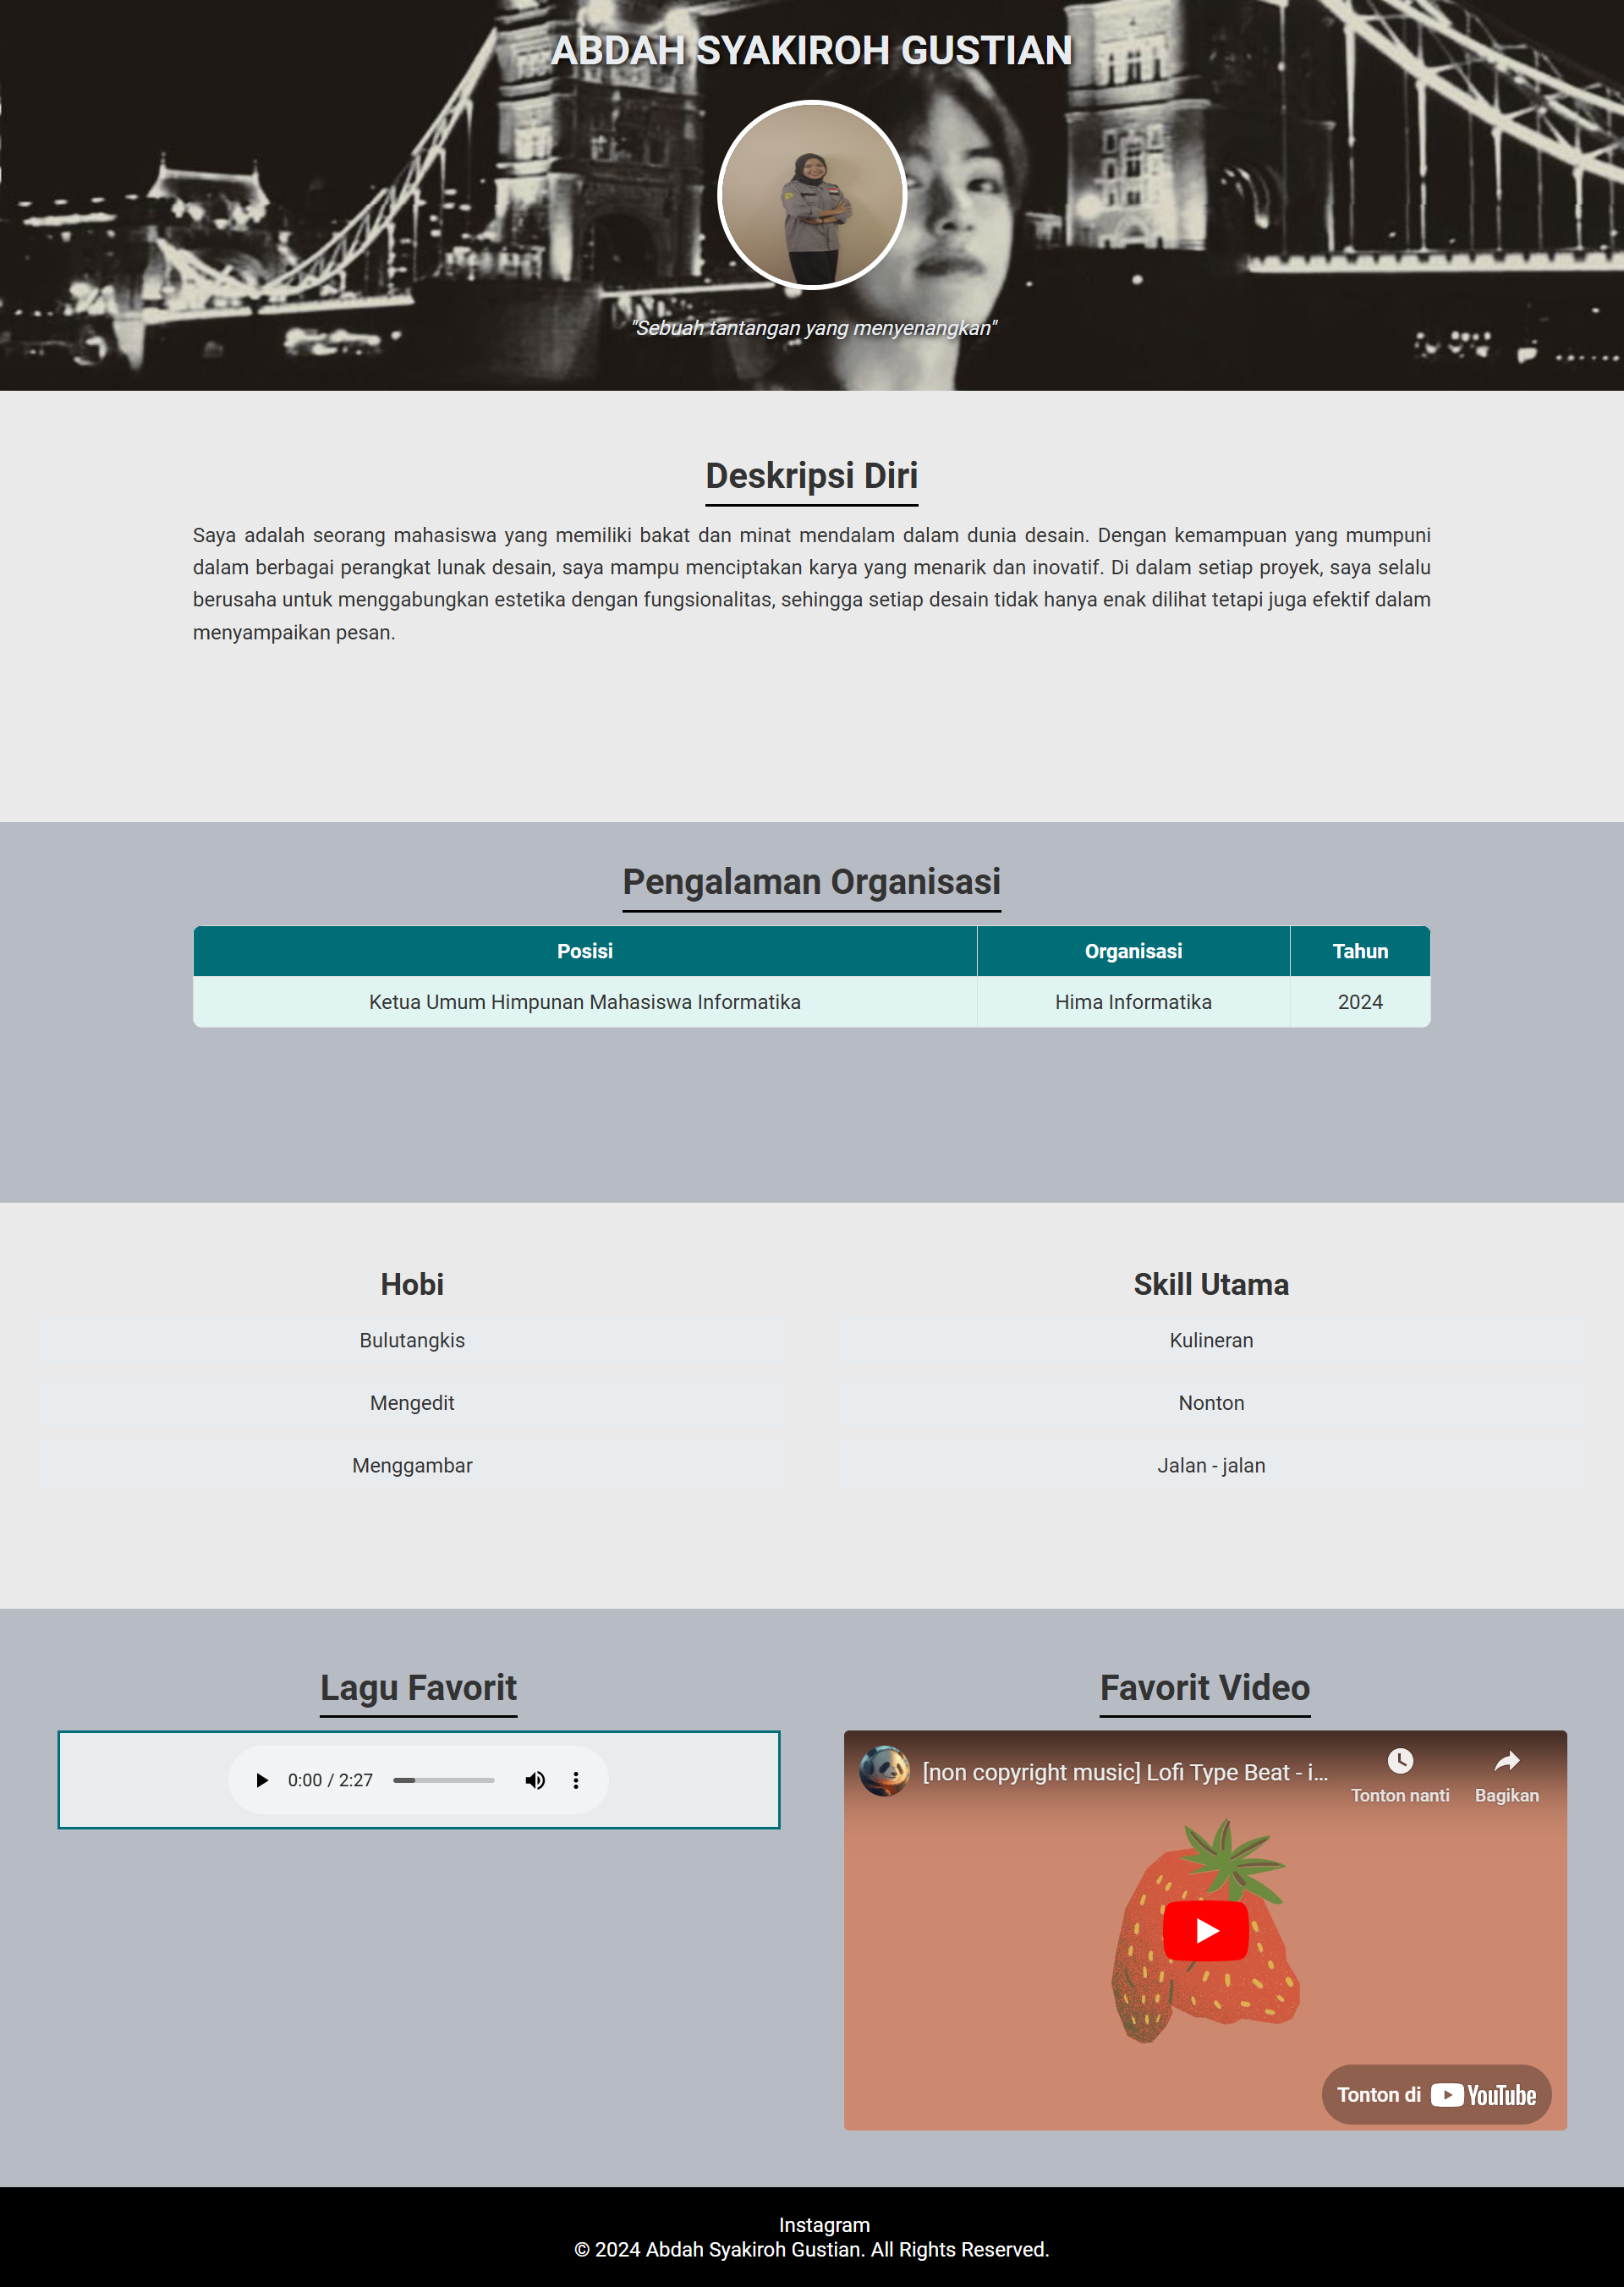 ABDAH SYAKIROH GUSTIAN
"Sebuah tantangan yang menyenangkan"
Deskripsi Diri
Saya adalah seorang mahasiswa yang memiliki bakat dan minat mendalam dalam dunia desain. Dengan kemampuan yang mumpuni
dalam berbagai perangkat lunak desain, saya mampu menciptakan karya yang menarik dan inovatif. Di dalam setiap proyek, saya selalu
berusaha untuk menggabungkan estetika dengan fungsionalitas, sehingga setiap desain tidak hanya enak dilihat tetapi juga efektif dalam
menyampaikan pesan.
Pengalaman Organisasi
Posisi Organisasi Tahun
Ketua Umum Himpunan Mahasiswa Informatika Hima Informatika 2024
Hobi
Bulutangkis
Mengedit
Menggambar
Skill Utama
Kulineran
Nonton
Jalan - jalan
Lagu Favorit
0:00 / 2:27
Favorit Video
[non copyright music] Lofi Type Beat - i...
Tonton nanti
Bagikan
Tonton di YouTube
Instagram
© 2024 Abdah Syakiroh Gustian. All Rights Reserved.